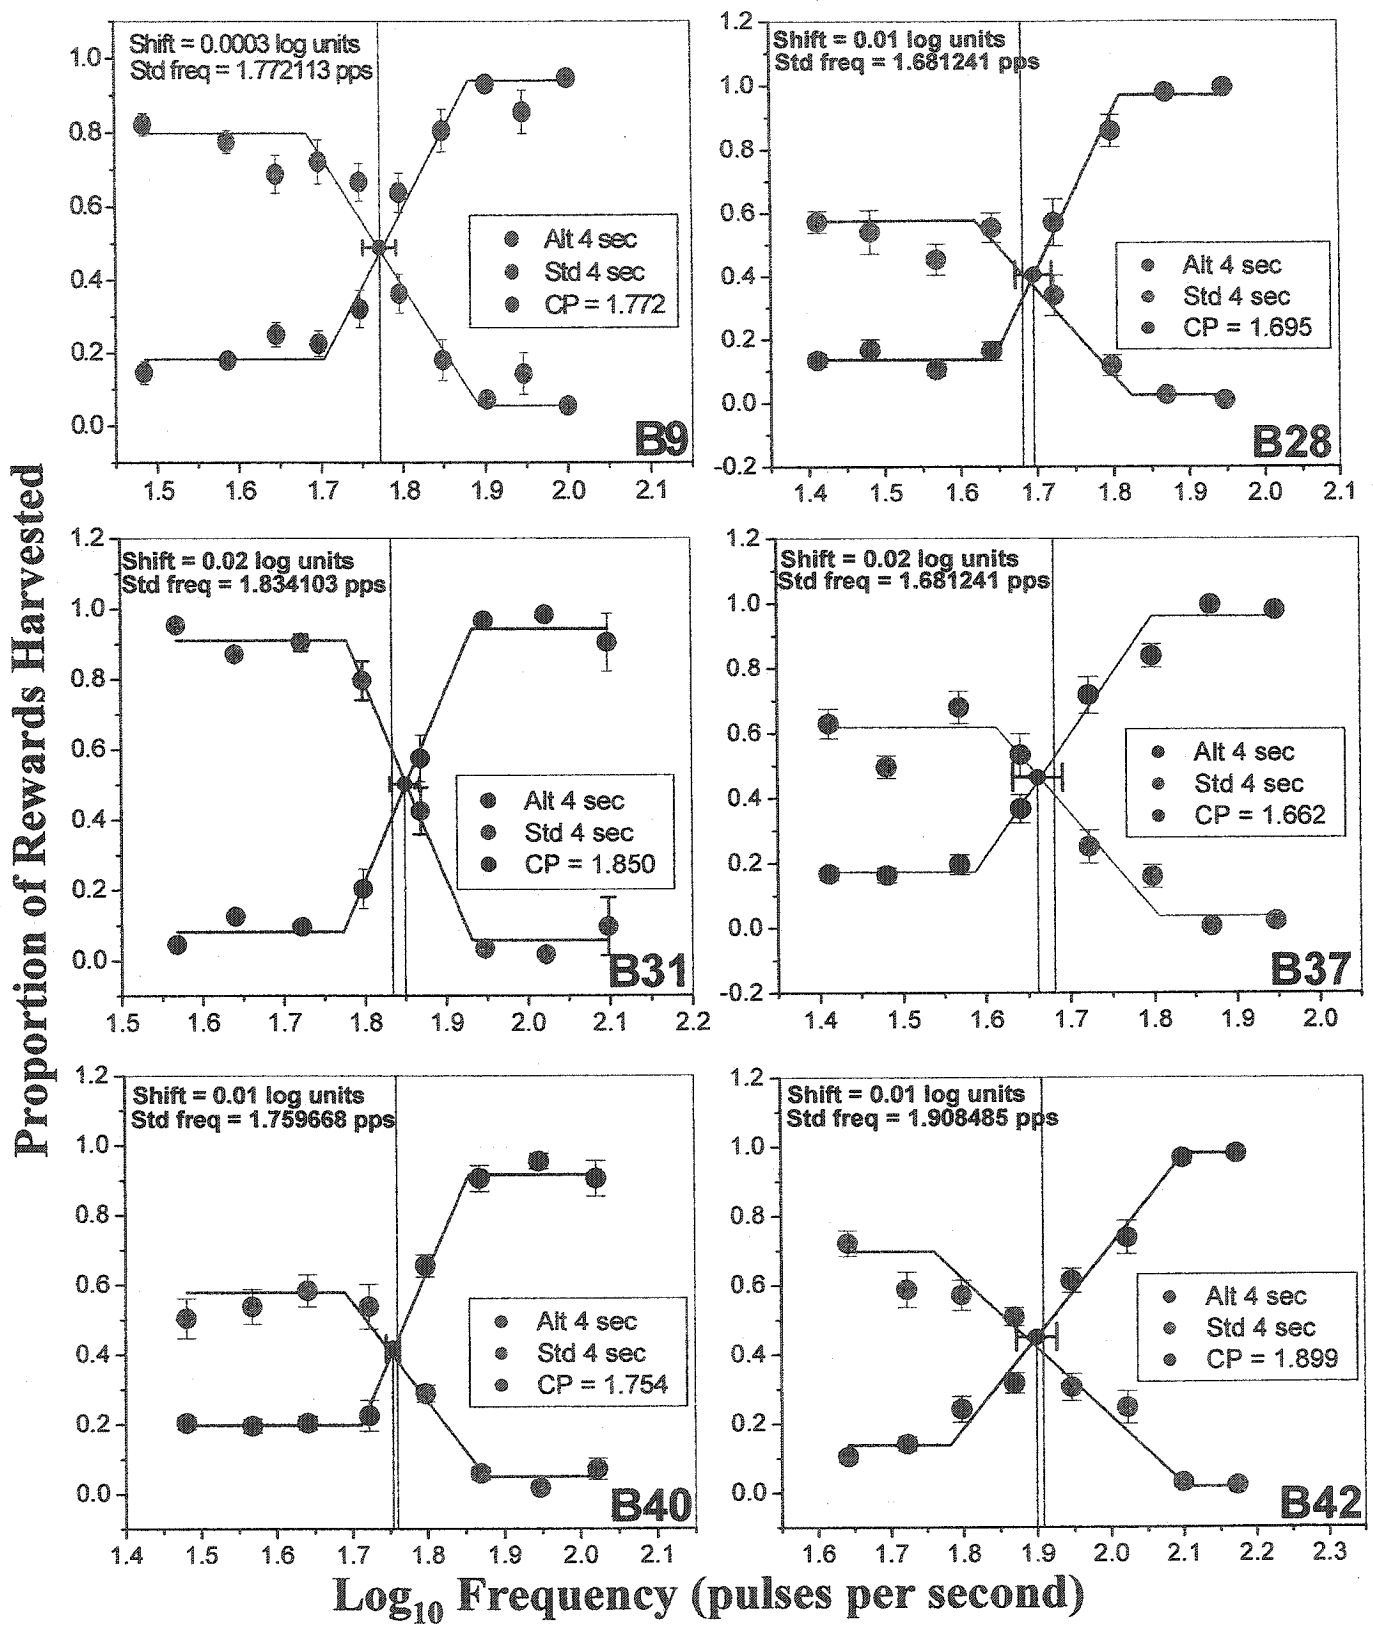 Shift = 0.0003 log units
Std freq = 1.772113 pps
1.0
0.8
0.6
0.4
0.2
0.0
Alt 4 sec
Std 4 sec
CP = 1.772
B9
1.5 1.6 1.7 1.8 1.9 2.0 2.1
Shift = 0.01 log units
Std freq = 1.681241 pps
1.2
1.0
0.8
0.6
0.4
0.2
0.0
-0.2
Alt 4 sec
Std 4 sec
CP = 1.695
B28
1.4 1.5 1.6 1.7 1.8 1.9 2.0 2.1
Proportion of Rewards Harvested
Shift = 0.02 log units
Std freq = 1.834103 pps
1.2
1.0
0.8
0.6
0.4
0.2
0.0
Alt 4 sec
Std 4 sec
CP = 1.850
B31
1.5 1.6 1.7 1.8 1.9 2.0 2.1 2.2
Shift = 0.02 log units
Std freq = 1.681241 pps
1.2
1.0
0.8
0.6
0.4
0.2
0.0
-0.2
Alt 4 sec
Std 4 sec
CP = 1.662
B37
1.4 1.5 1.6 1.7 1.8 1.9 2.0
Shift = 0.01 log units
Std freq = 1.759668 pps
1.2
1.0
0.8
0.6
0.4
0.2
0.0
Alt 4 sec
Std 4 sec
CP = 1.754
B40
1.4 1.5 1.6 1.7 1.8 1.9 2.0 2.1
Shift = 0.01 log units
Std freq = 1.908485 pps
1.2
1.0
0.8
0.6
0.4
0.2
0.0
Alt 4 sec
Std 4 sec
CP = 1.899
B42
1.6 1.7 1.8 1.9 2.0 2.1 2.2 2.3
Log10 Frequency (pulses per second)